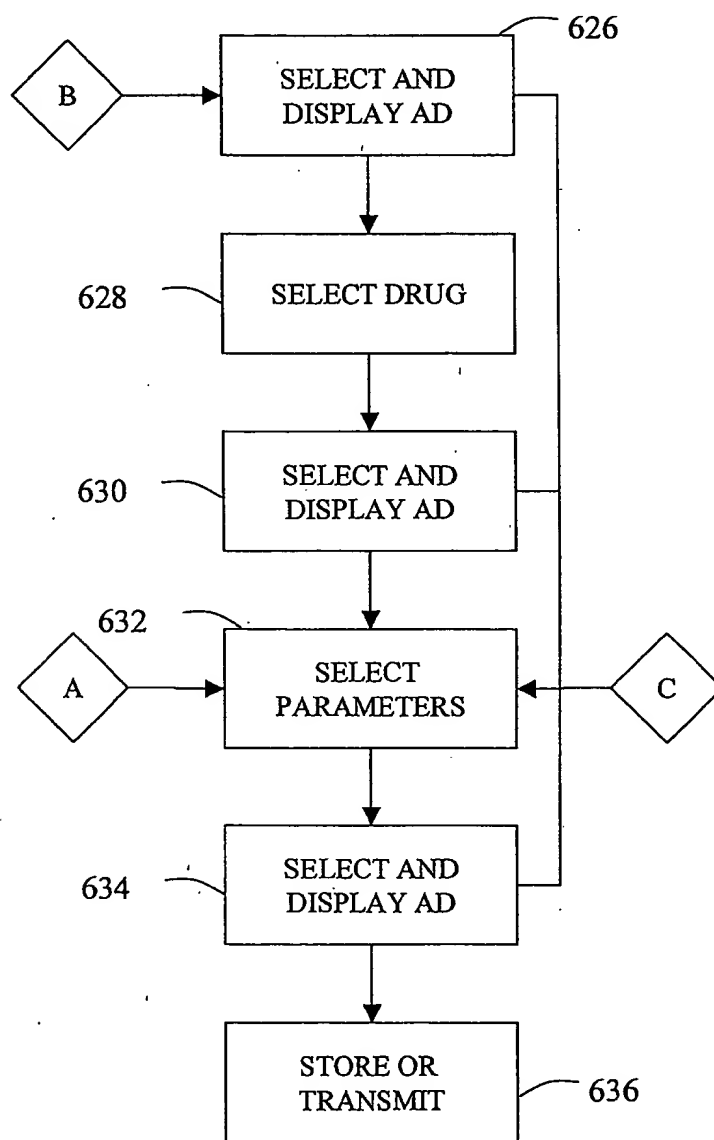 626
B
SELECT AND
DISPLAY AD
628
SELECT DRUG
630
SELECT AND
DISPLAY AD
632
A
SELECT
PARAMETERS
C
634
SELECT AND
DISPLAY AD
STORE OR
TRANSMIT
636